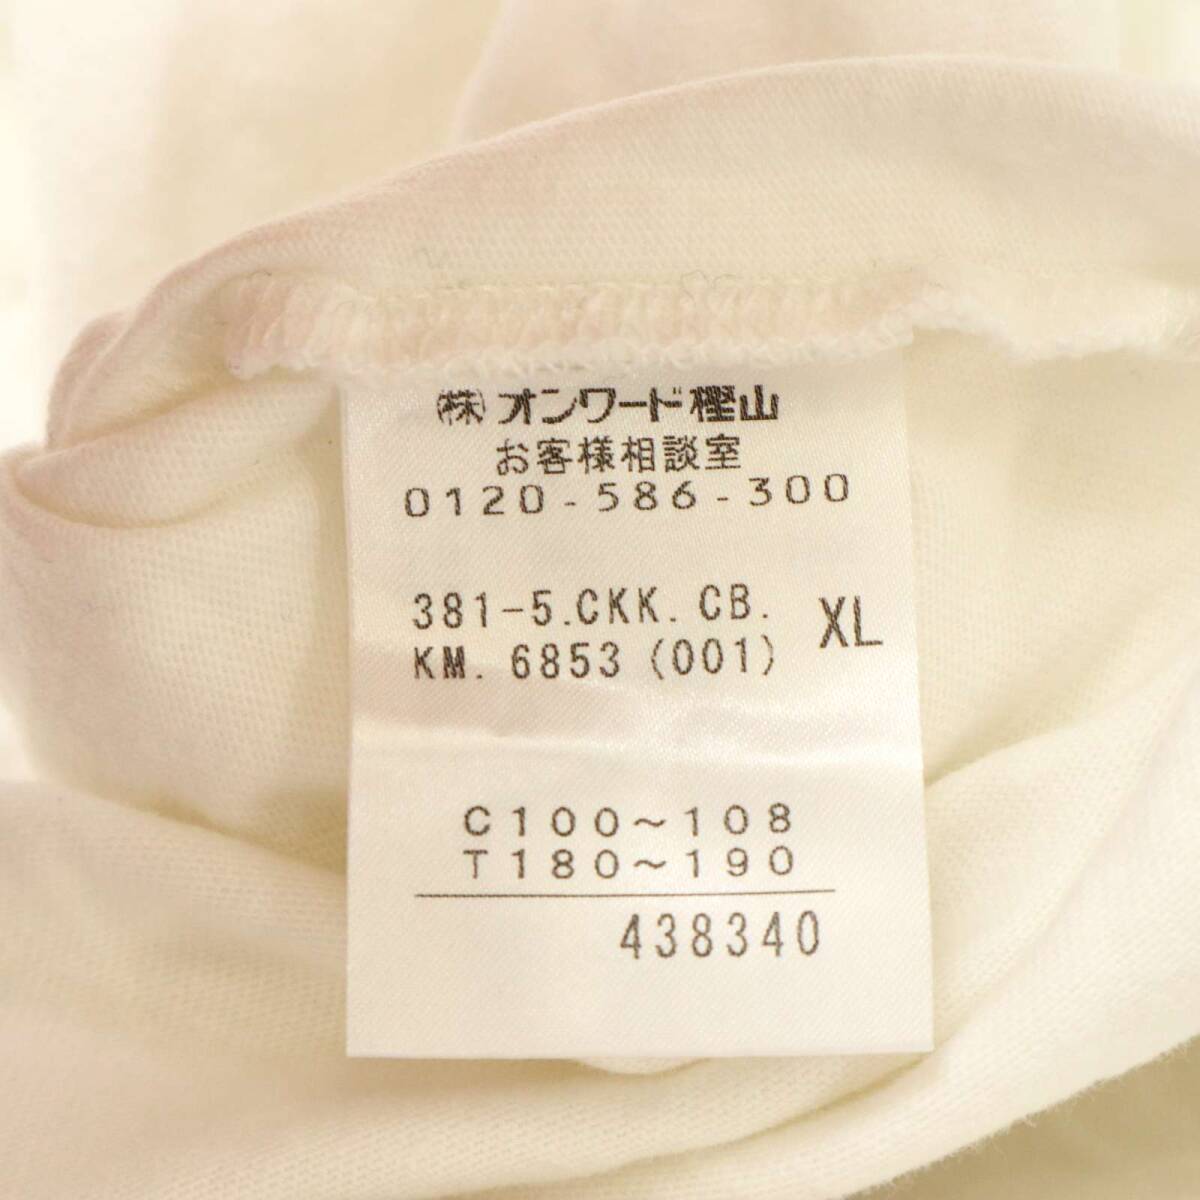 ㈱オンワード樫山
お客様相談室
0120-586-300
381-5.CKK.CB.
KM.6853(001)
XL
C100~108
T180~190
438340